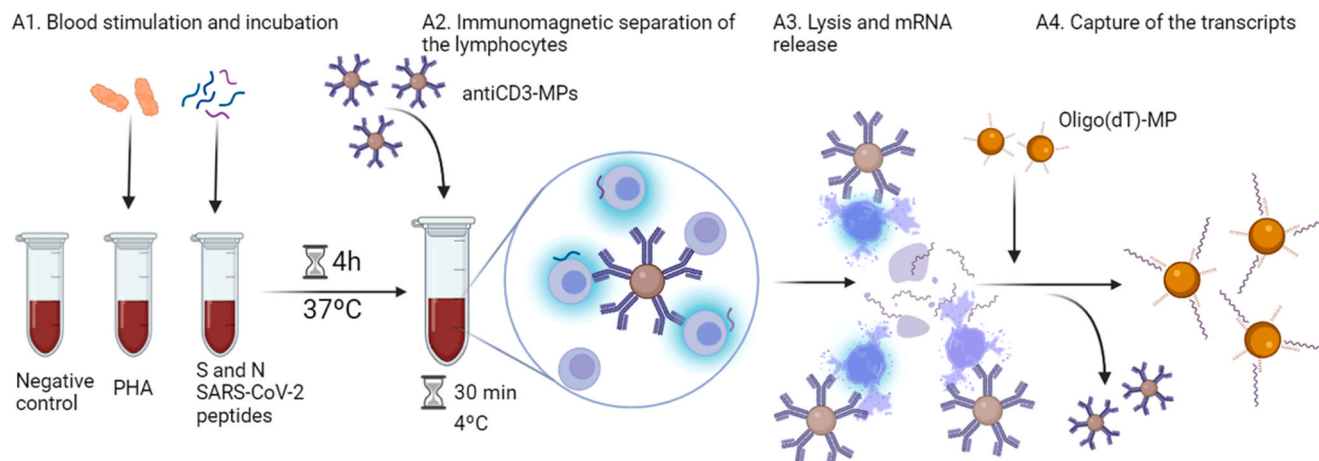 A1. Blood stimulation and incubation
A2. Immunomagnetic separation of
the lymphocytes
A3. Lysis and mRNA
release
A4. Capture of the transcripts
antiCD3-MPs
Oligo(dT)-MP
4h
37ºC
Negative
control
PHA
S and N
SARS-CoV-2
peptides
30 min
4ºC